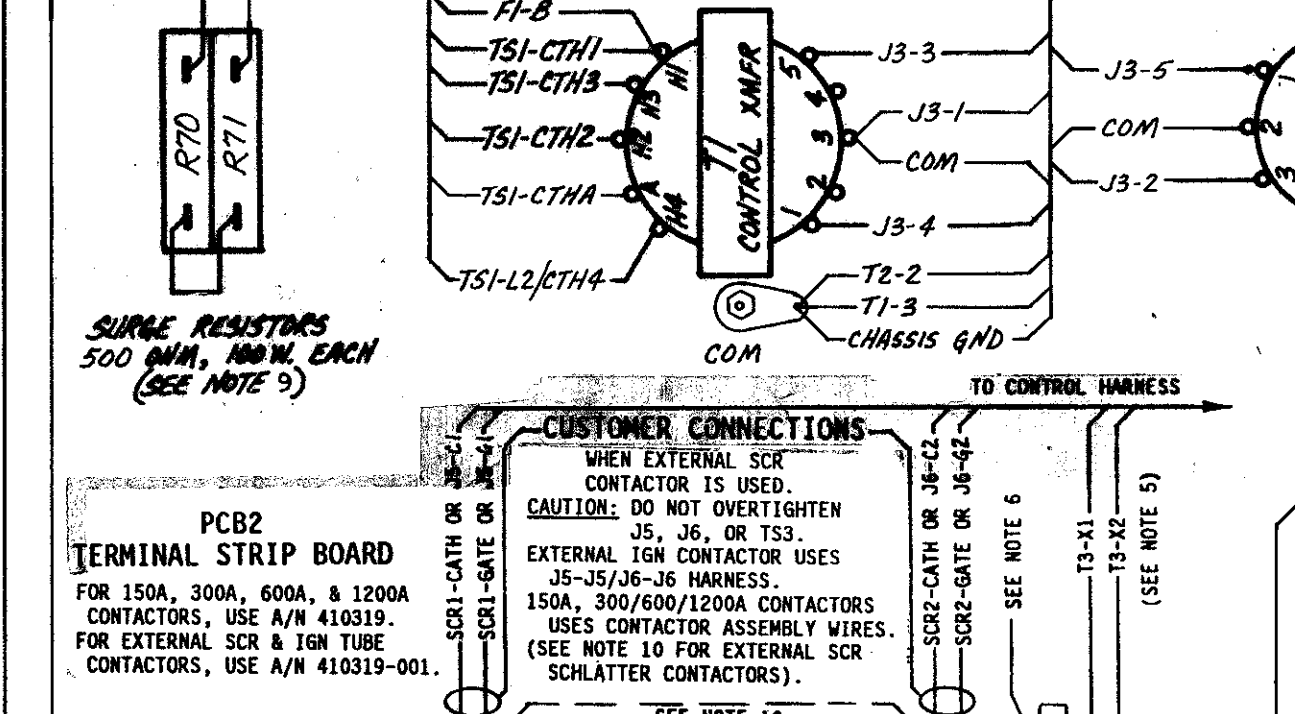 F1-B
TS1-CTH1
TS1-CTH3
TS1-CTH2
TS1-CTHA
TS1-L2/CTH4
H1
H3
H2
A
H4
T1
CONTROL XMFR
5
4
3
2
1
J3-3
J3-1
COM
J3-4
T2-2
T1-3
CHASSIS GND
COM
J3-5
COM
J3-2
1
2
3
R70
R71
SURGE RESISTORS
500 OHM, 100 W. EACH
(SEE NOTE 9)
TO CONTROL HARNESS
PCB2
TERMINAL STRIP BOARD
FOR 150A, 300A, 600A, & 1200A
CONTACTORS, USE A/N 410319.
FOR EXTERNAL SCR & IGN TUBE
CONTACTORS, USE A/N 410319-001.
SCR1-CATH OR J5-C1
SCR1-GATE OR J5-G1
CUSTOMER CONNECTIONS
WHEN EXTERNAL SCR
CONTACTOR IS USED.
CAUTION: DO NOT OVERTIGHTEN
J5, J6, OR TS3.
EXTERNAL IGN CONTACTOR USES
J5-J5/J6-J6 HARNESS.
150A, 300/600/1200A CONTACTORS
USES CONTACTOR ASSEMBLY WIRES.
(SEE NOTE 10 FOR EXTERNAL SCR
SCHLATTER CONTACTORS).
SCR2-CATH OR J6-C2
SCR2-GATE OR J6-G2
SEE NOTE 6
T3-X1
T3-X2
(SEE NOTE 5)
SEE NOTE